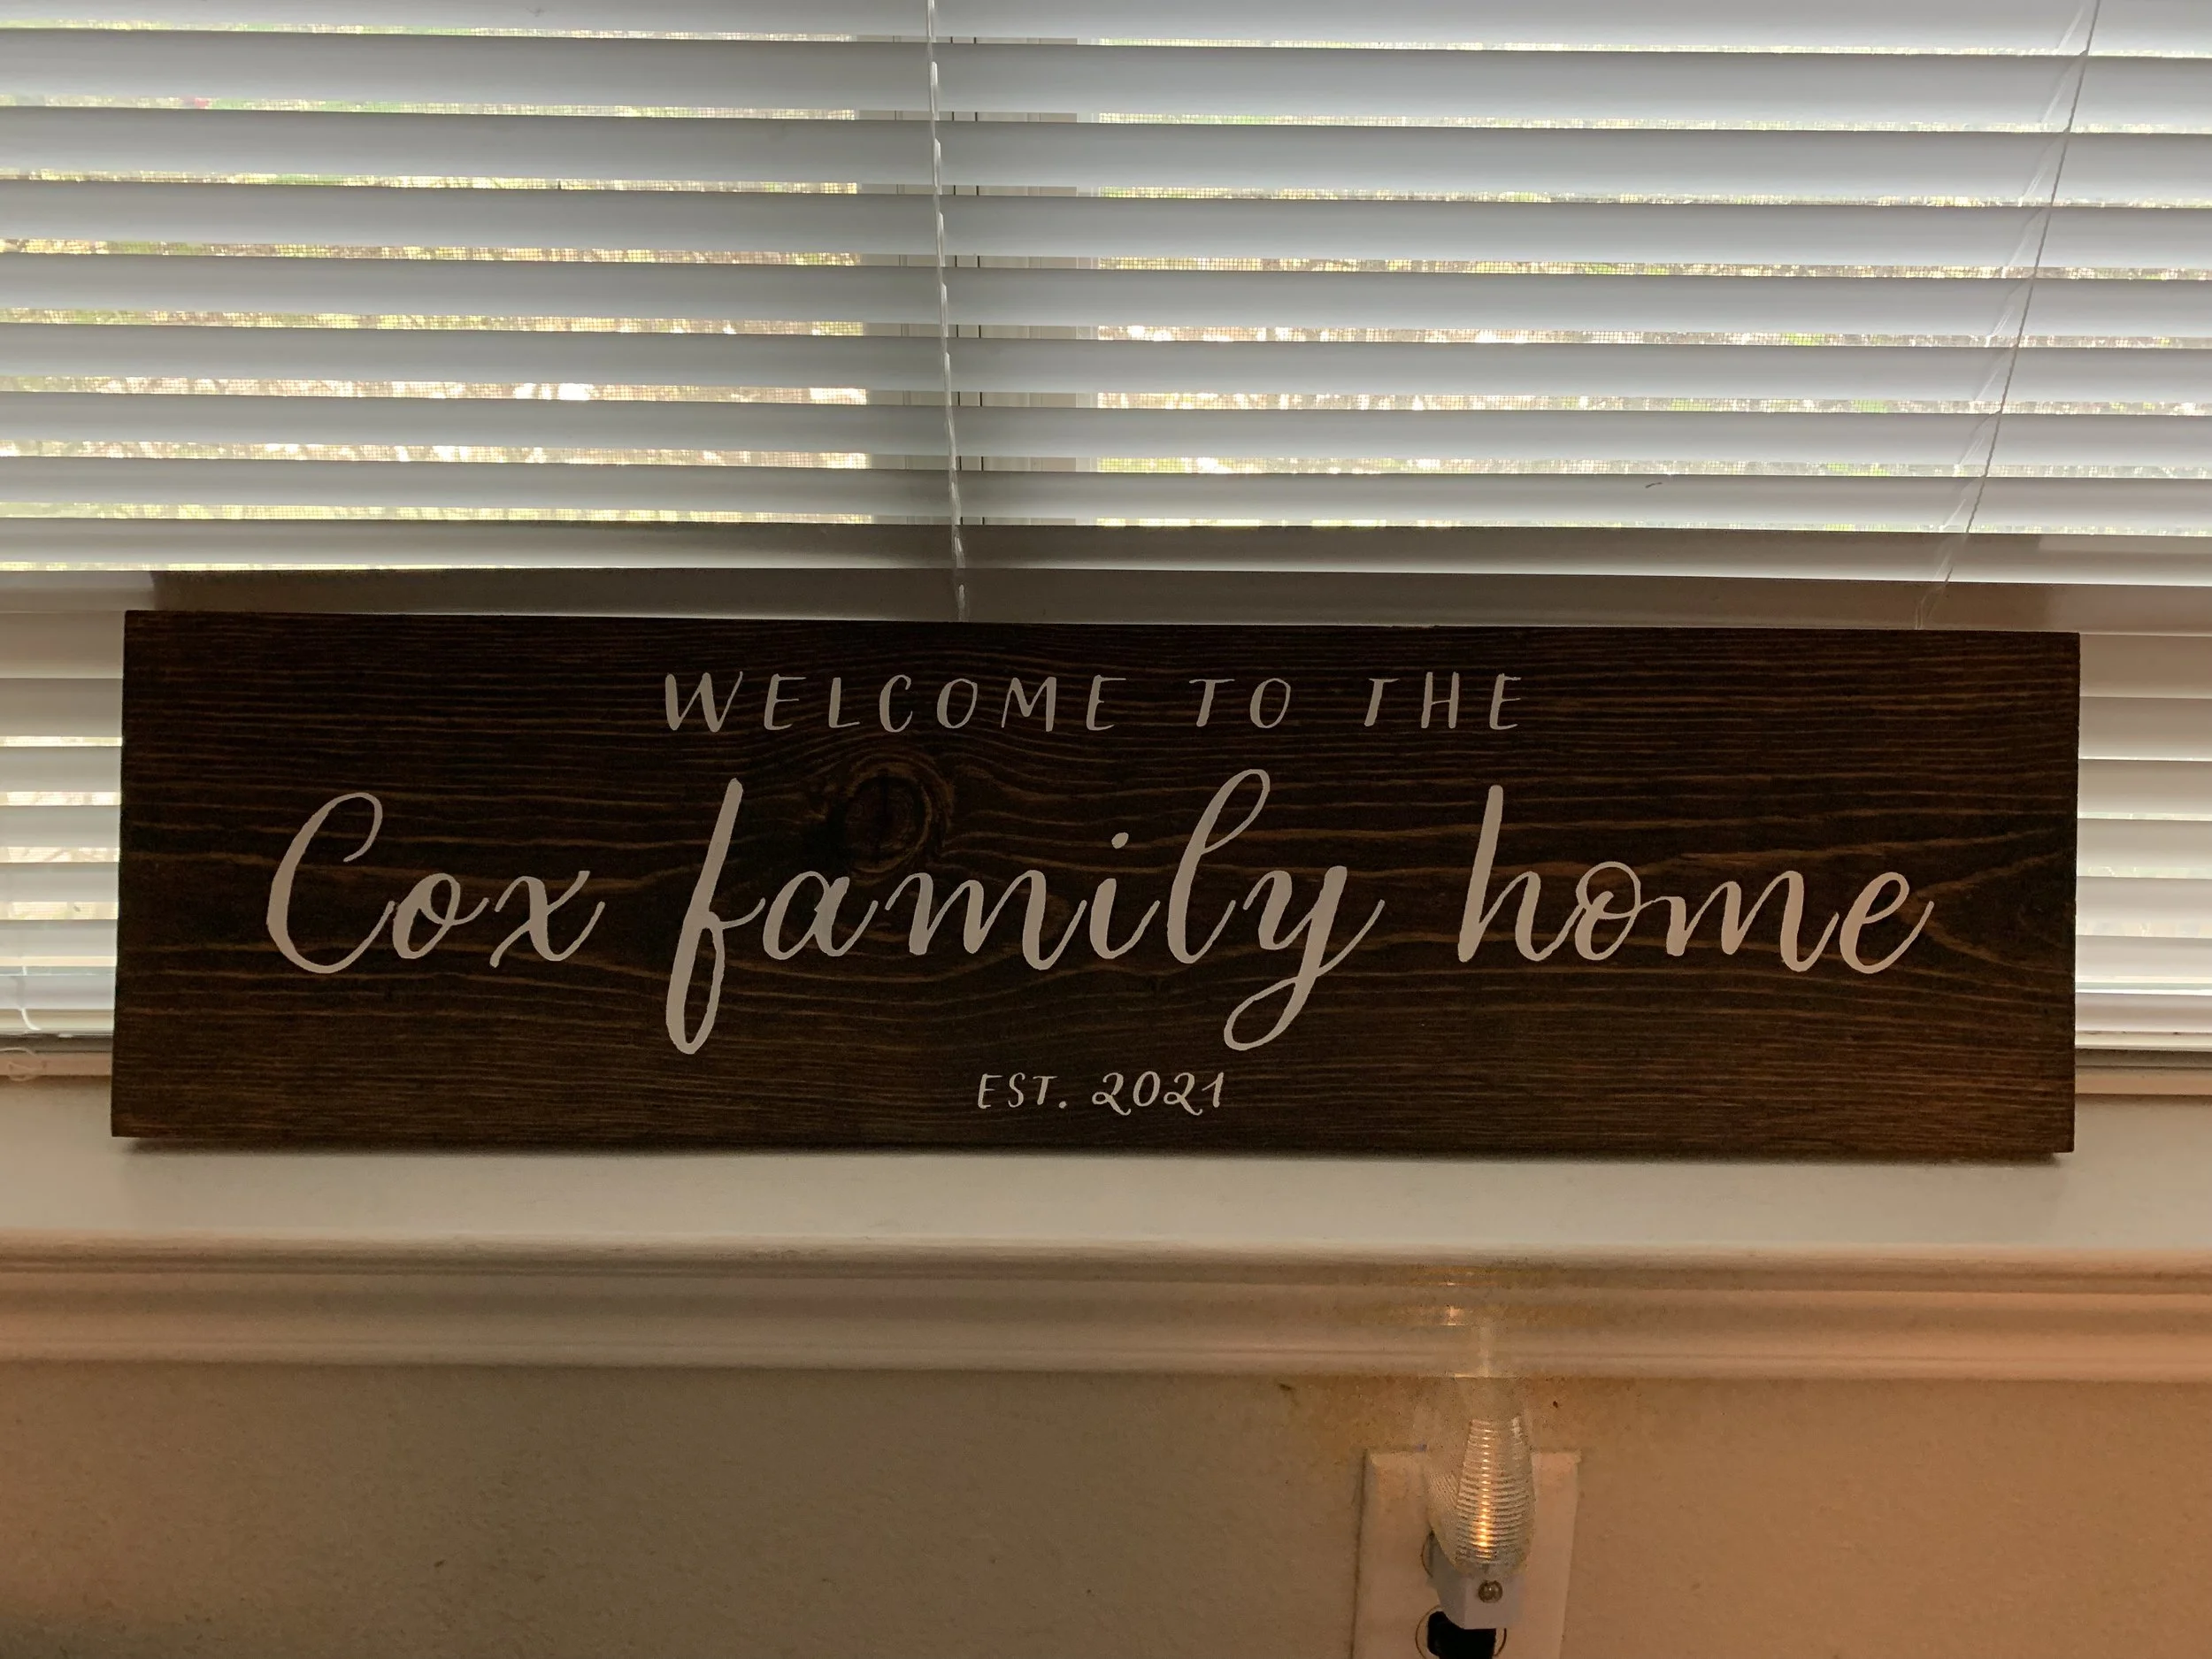 WELCOME TO THE
Cox family home
EST. 2021